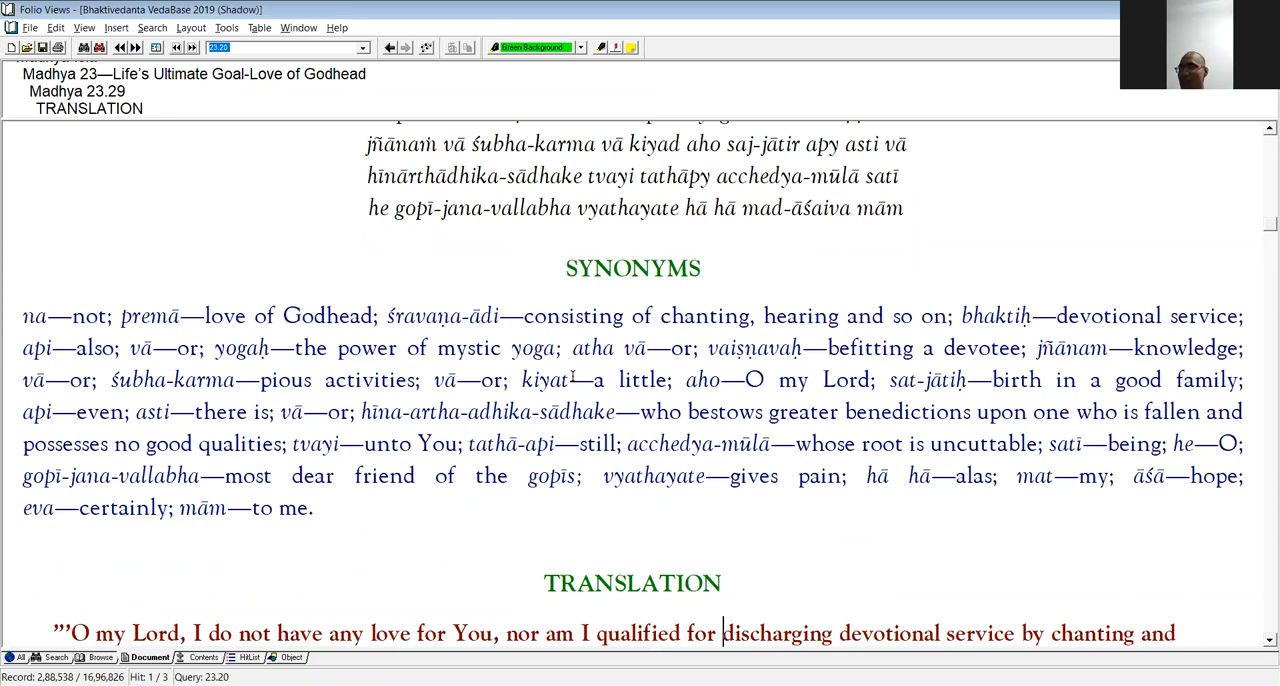 Folio Views - [Bhaktivedanta VedaBase 2019 (Shadow)]
File Edit View Insert Search Layout Tools Table Window Help
23.20 Green Background
Madhya 23—Life's Ultimate Goal-Love of Godhead
Madhya 23.29
TRANSLATION
jñānaṁ vā śubha-karma vā kiyad aho saj-jātir apy asti vā
hīnārthādhika-sādhake tvayi tathāpy acchedya-mūlā satī
he gopī-jana-vallabha vyathayate hā hā mad-āśaiva mām
SYNONYMS
na—not; premā—love of Godhead; śravaṇa-ādi—consisting of chanting, hearing and so on; bhaktiḥ—devotional service;
api—also; vā—or; yogaḥ—the power of mystic yoga; atha vā—or; vaiṣṇavaḥ—befitting a devotee; jñānam—knowledge;
vā—or; śubha-karma—pious activities; vā—or; kiyat—a little; aho—O my Lord; sat-jātiḥ—birth in a good family;
api—even; asti—there is; vā—or; hīna-artha-adhika-sādhake—who bestows greater benedictions upon one who is fallen and
possesses no good qualities; tvayi—unto You; tathā-api—still; acchedya-mūlā—whose root is uncuttable; satī—being; he—O;
gopī-jana-vallabha—most dear friend of the gopīs; vyathayate—gives pain; hā hā—alas; mat—my; āśā—hope;
eva—certainly; mām—to me.
TRANSLATION
"'O my Lord, I do not have any love for You, nor am I qualified for discharging devotional service by chanting and
All Search Browse Document Contents HitList Object
Record: 2,88,538 / 16,96,826 Hit: 1 / 3 Query: 23.20